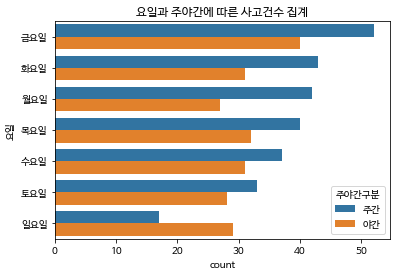 요일과 주야간에 따른 사고건수 집계
금요일
화요일
월요일
목요일
수요일
토요일
일요일
요일
주야간구분
주간
야간
0 10 20 30 40 50
count